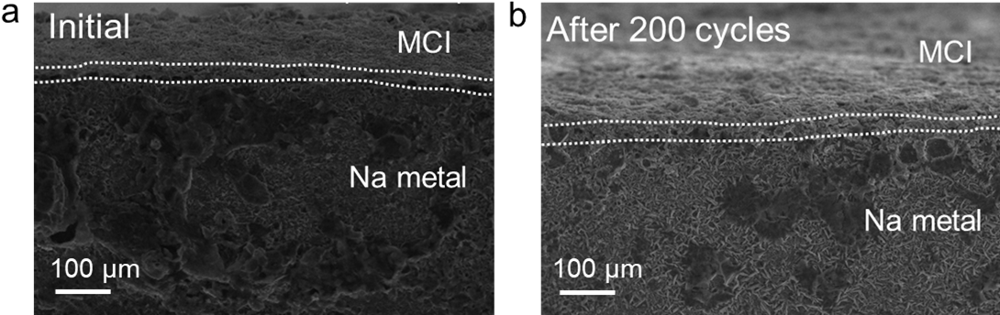 a
Initial
MCI
Na metal
100 μm
b
After 200 cycles
MCI
Na metal
100 μm